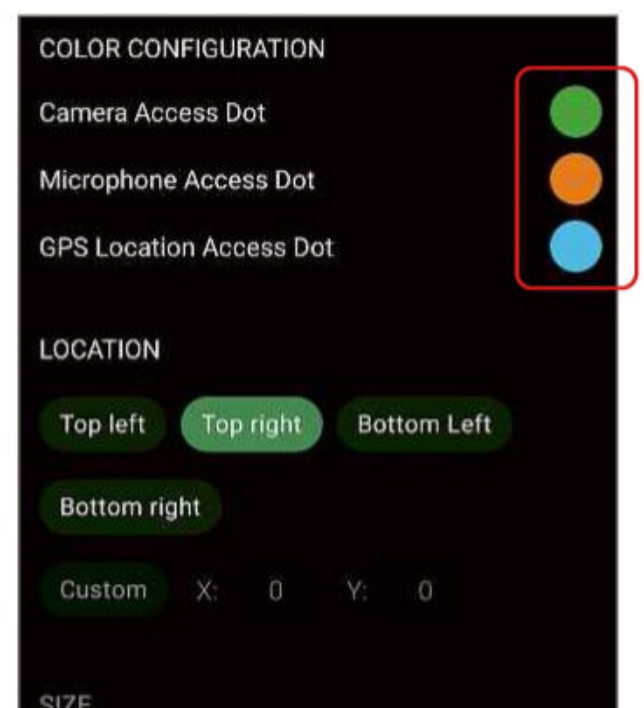 COLOR CONFIGURATION
Camera Access Dot
Microphone Access Dot
GPS Location Access Dot
LOCATION
Top left Top right Bottom Left
Bottom right
Custom X: 0 Y: 0
SIZE